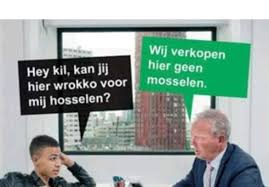 Hey kil, kan jij
hier wrokko voor
mij hosselen?
Wij verkopen
hier geen
mosselen.